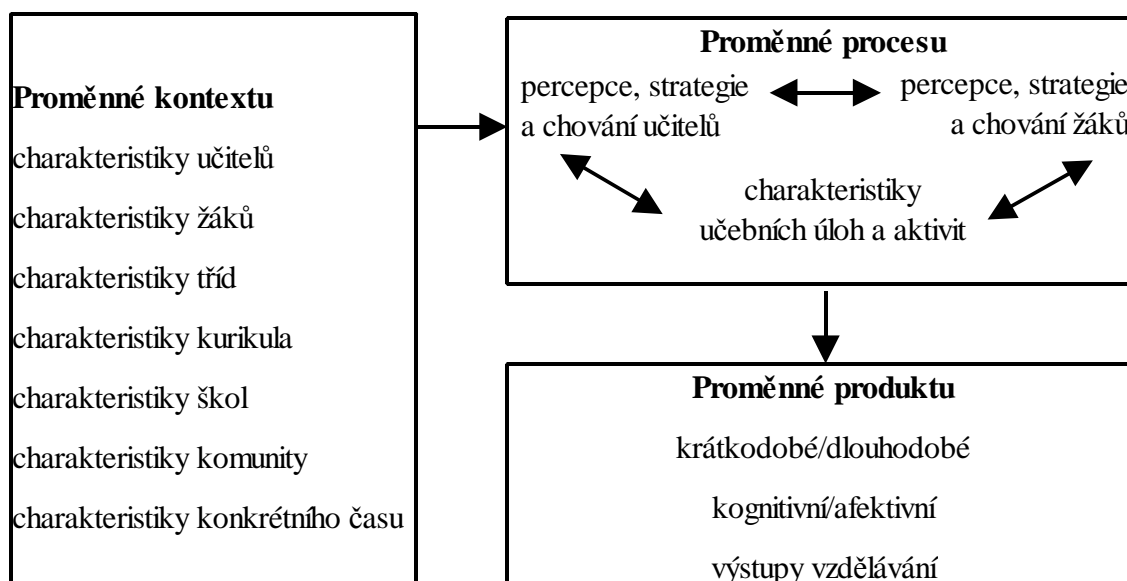 Proměnné kontextu
charakteristiky učitelů
charakteristiky žáků
charakteristiky tříd
charakteristiky kurikula
charakteristiky škol
charakteristiky komunity
charakteristiky konkrétního času
Proměnné procesu
percepce, strategie
a chování učitelů
percepce, strategie
a chování žáků
charakteristiky
učebních úloh a aktivit
Proměnné produktu
krátkodobé/dlouhodobé
kognitivní/afektivní
výstupy vzdělávání